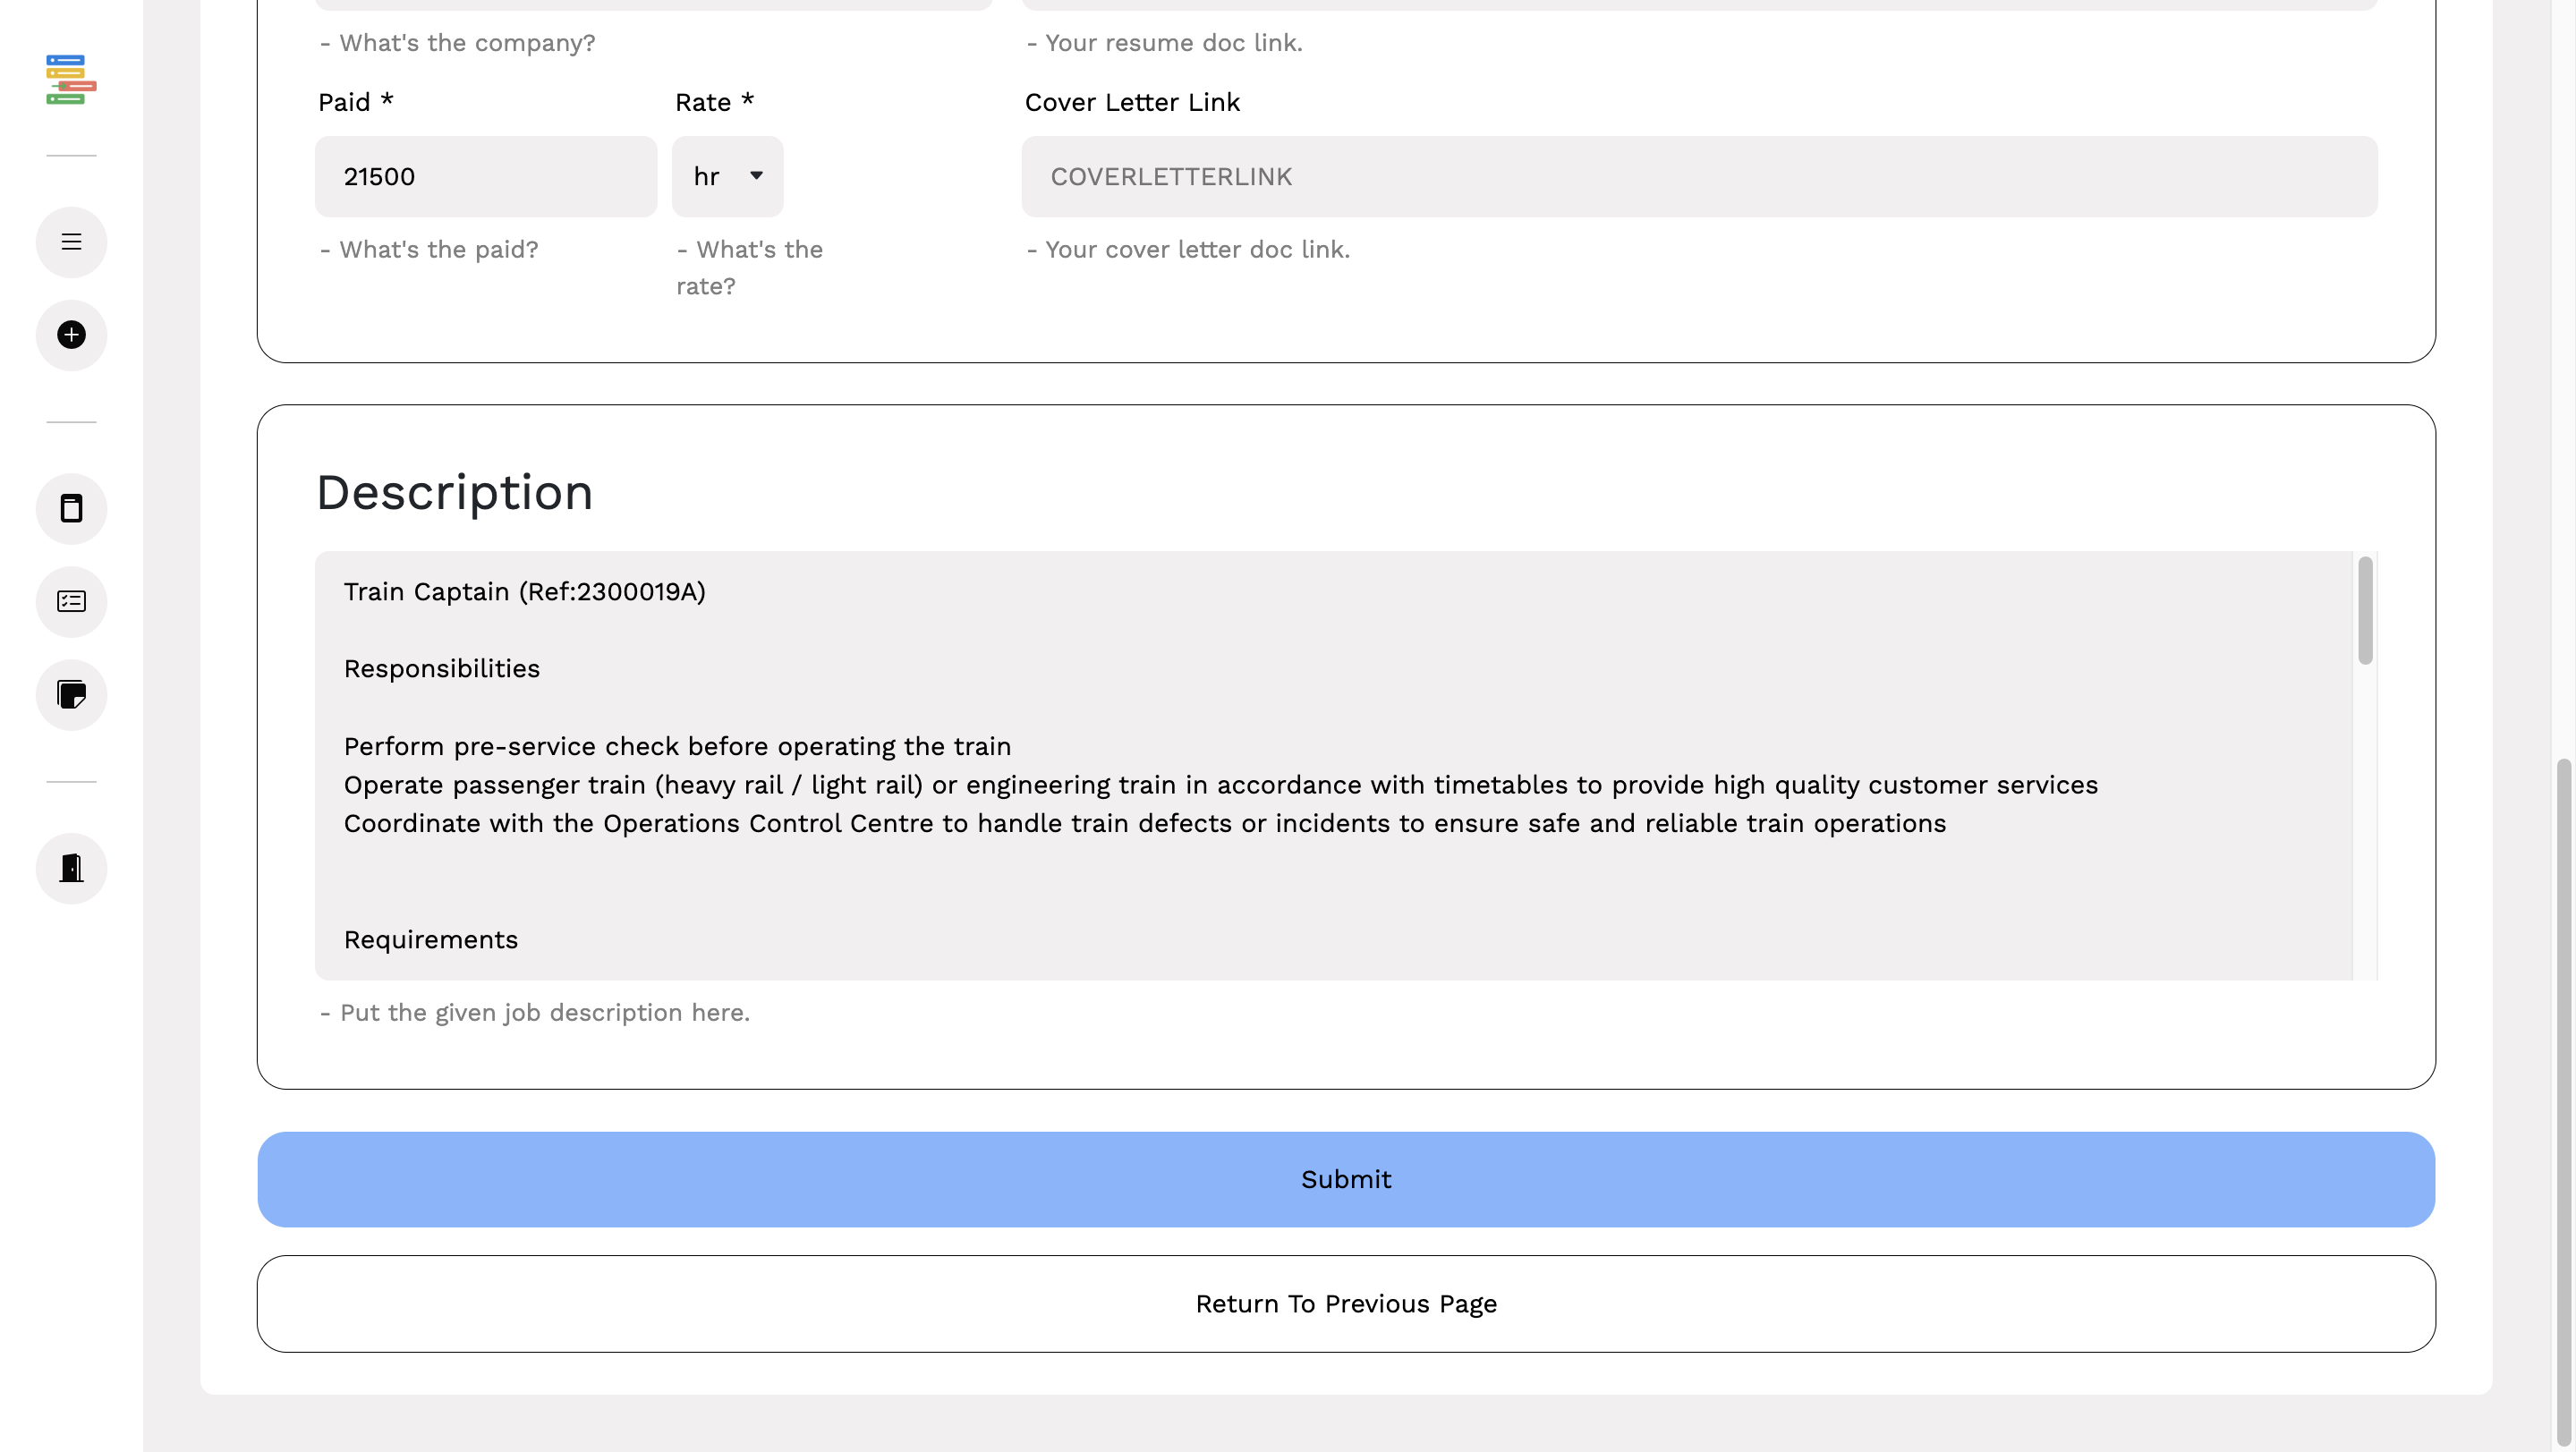 - What's the company?
- Your resume doc link.
Paid *
Rate *
Cover Letter Link
21500
hr
COVERLETTERLINK
- What's the paid?
- What's the
rate?
- Your cover letter doc link.
Description
Train Captain (Ref:2300019A)
Responsibilities
Perform pre-service check before operating the train
Operate passenger train (heavy rail / light rail) or engineering train in accordance with timetables to provide high quality customer services
Coordinate with the Operations Control Centre to handle train defects or incidents to ensure safe and reliable train operations
Requirements
- Put the given job description here.
Submit
Return To Previous Page